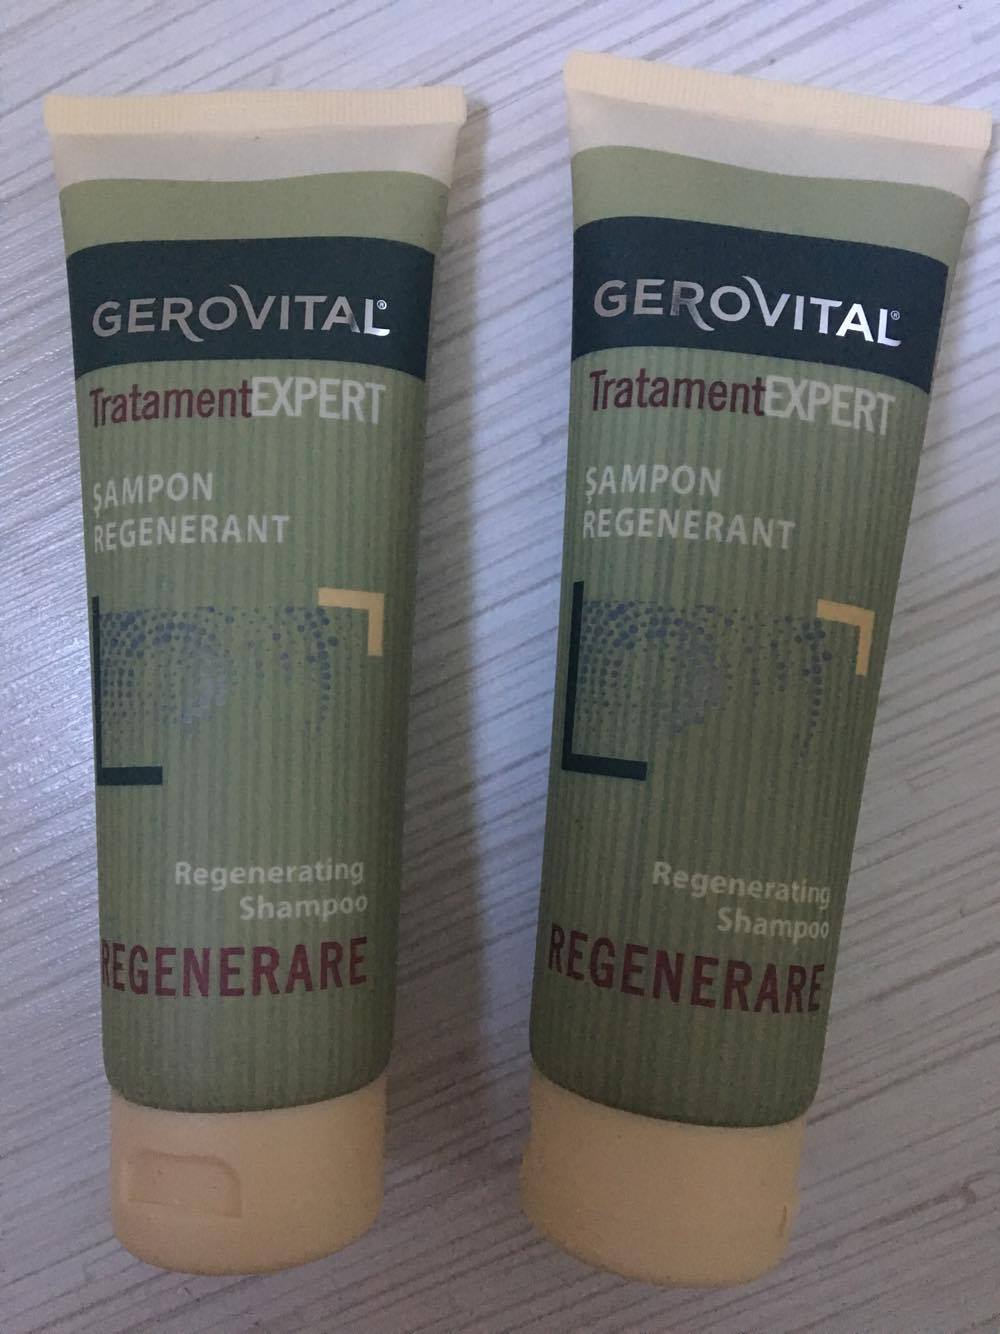 GEROVITAL®
TratamentEXPERT
ŞAMPON
REGENERANT
Regenerating
Shampoo
REGENERARE
GEROVITAL®
TratamentEXPERT
ŞAMPON
REGENERANT
Regenerating
Shampoo
REGENERARE